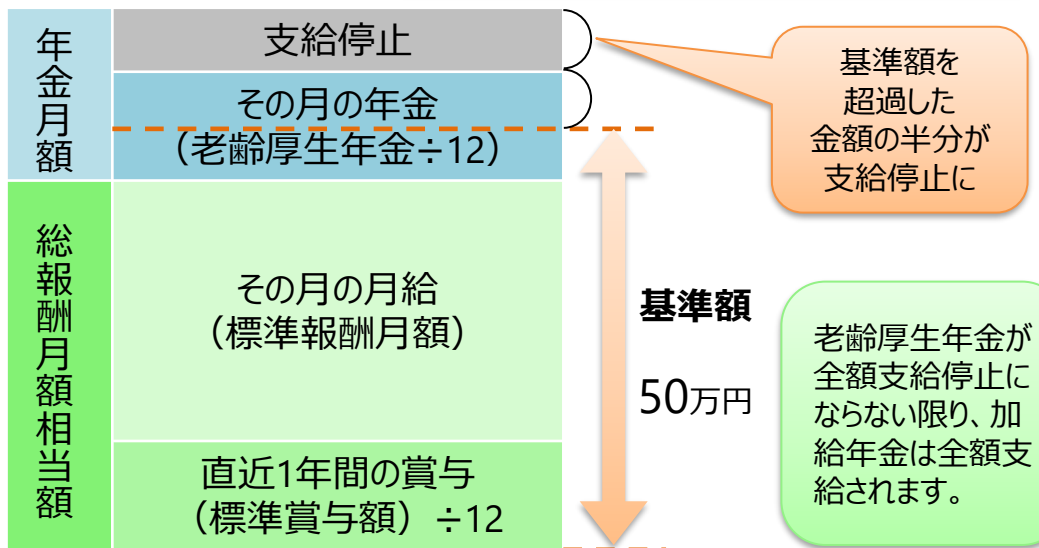 年金月額
支給停止
その月の年金
（老齢厚生年金÷12）
総報酬月額相当額
その月の月給
（標準報酬月額）
直近1年間の賞与
（標準賞与額）÷12
基準額
50万円
基準額を
超過した
金額の半分が
支給停止に
老齢厚生年金が
全額支給停止に
ならない限り、加
給年金は全額支
給されます。